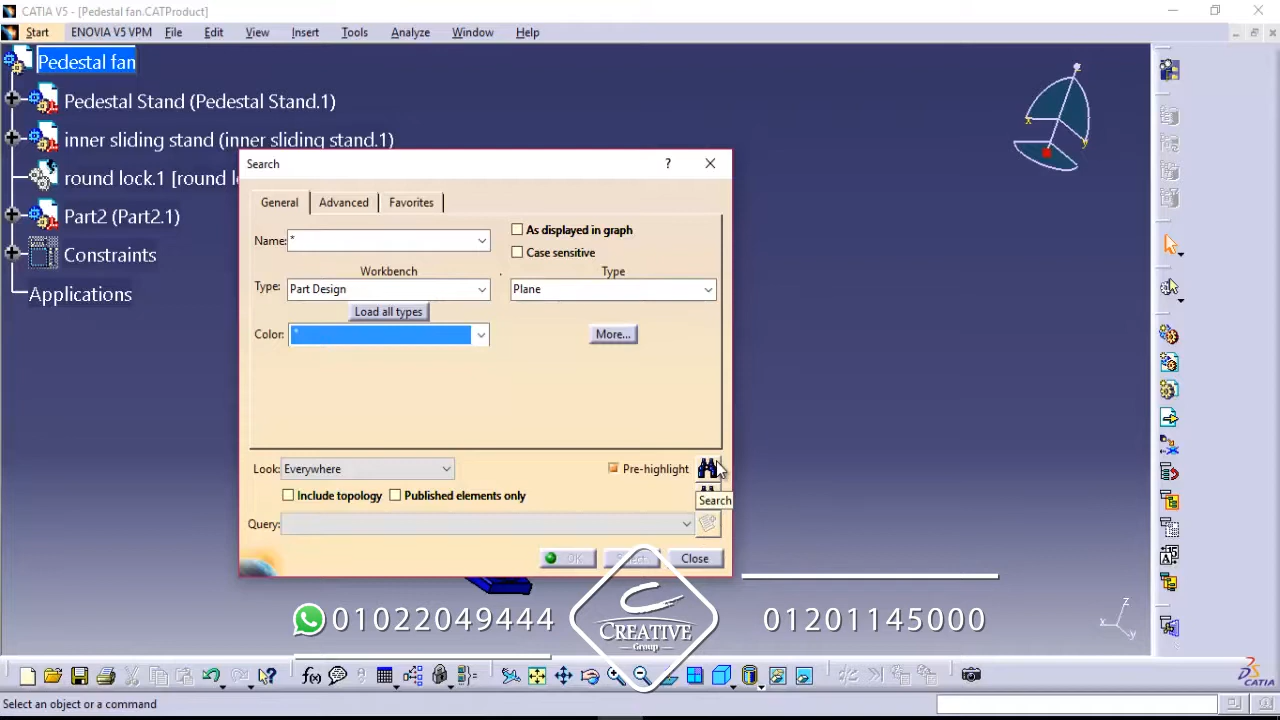 CATIA V5 - [Pedestal fan.CATProduct]
Start ENOVIA V5 VPM File Edit View Insert Tools Analyze Window Help
Pedestal fan
Pedestal Stand (Pedestal Stand.1)
inner sliding stand (inner sliding stand.1)
round lock.1 [round l
Part2 (Part2.1)
Constraints
Applications
Search
?
General Advanced Favorites
Name: *
As displayed in graph
Case sensitive
Workbench Type
Type: Part Design Plane
Load all types
Color: *
More...
Look: Everywhere
Pre-highlight
Include topology Published elements only
Search
Query:
OK Close
01022049444
CREATIVE
Group
01201145000
z
x
y
f(x)
CATIA
Select an object or a command